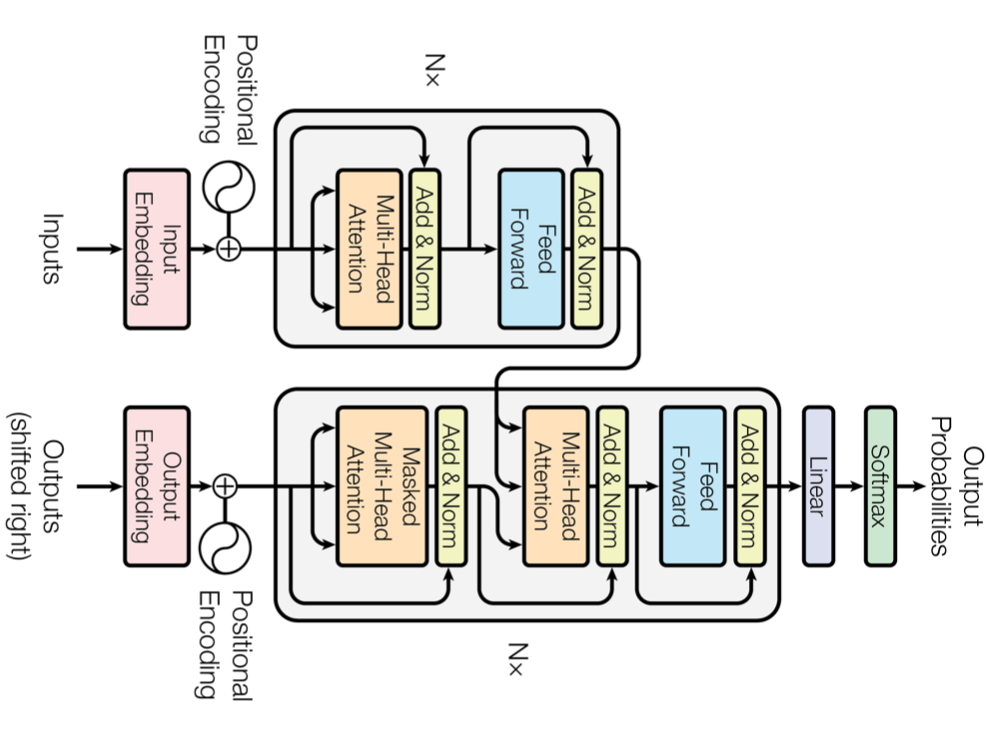 Output
Probabilities
Softmax
Linear
Add & Norm
Feed
Forward
Add & Norm
Multi-Head
Attention
Add & Norm
Masked
Multi-Head
Attention
Nx
Add & Norm
Feed
Forward
Add & Norm
Multi-Head
Attention
Nx
Positional
Encoding
Input
Embedding
Inputs
Positional
Encoding
Output
Embedding
Outputs
(shifted right)